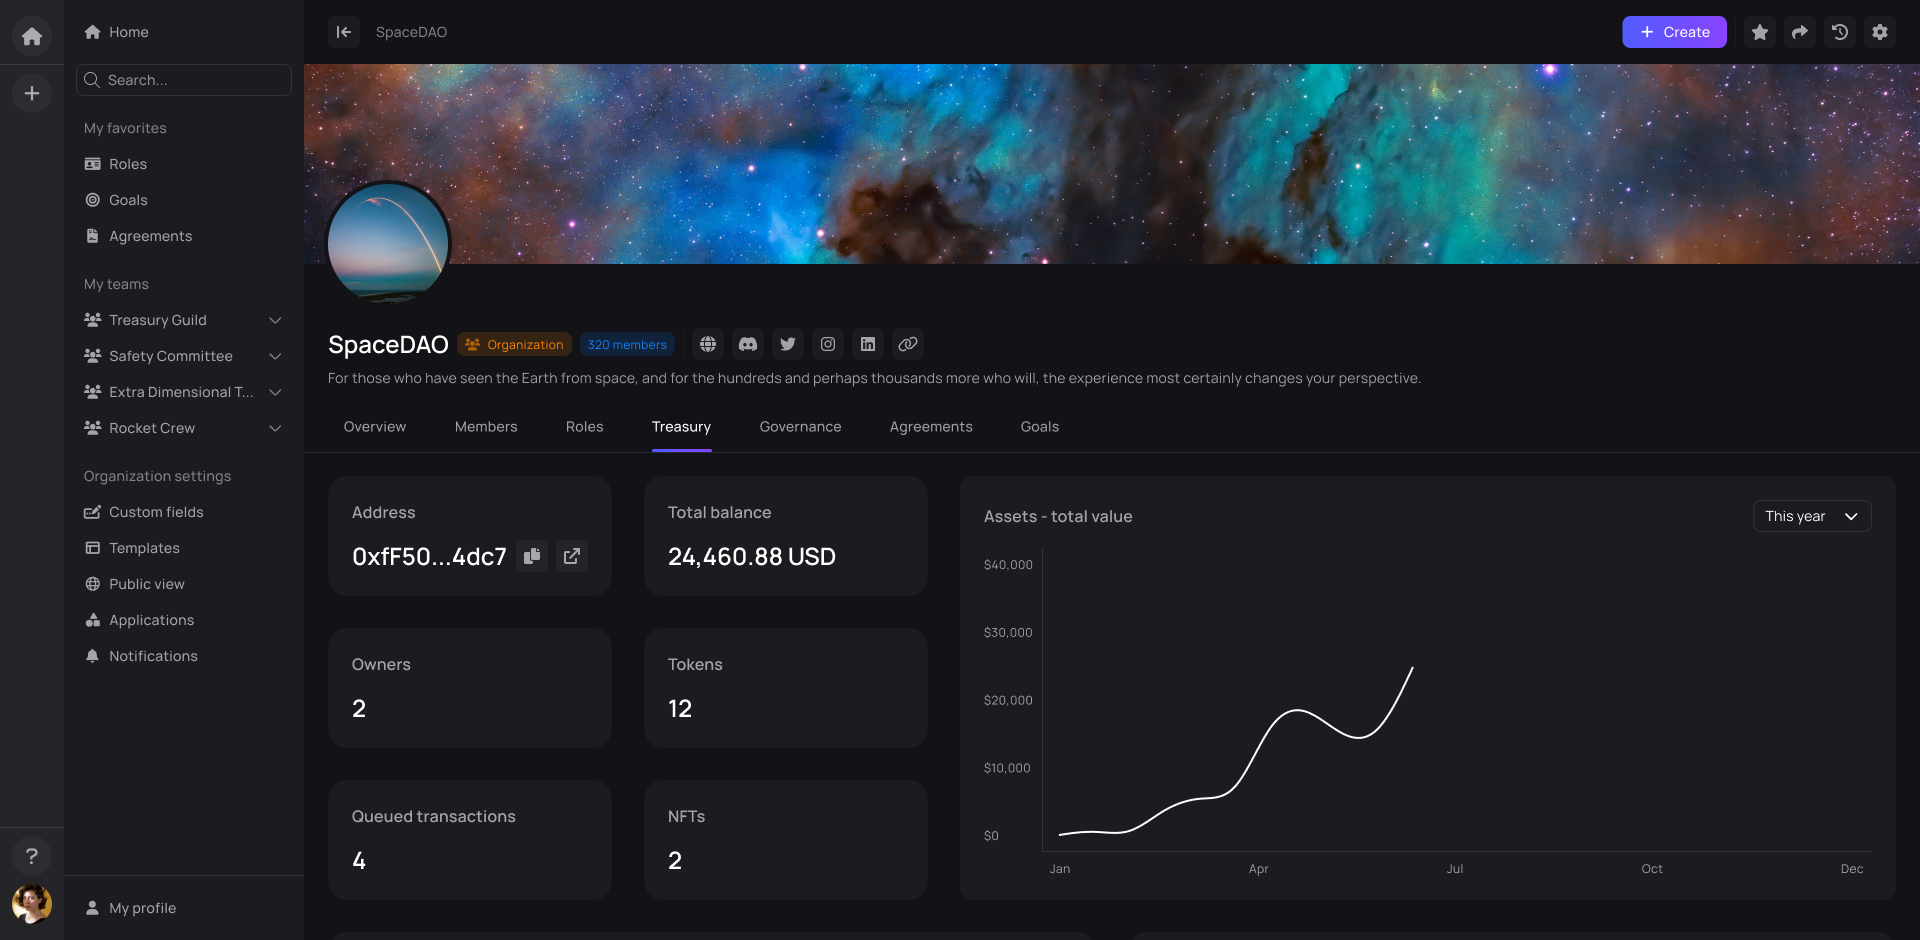 Home
SpaceDAO
Create
Search...
My favorites
Roles
Goals
Agreements
My teams
Treasury Guild
Safety Committee
Extra Dimensional T...
Rocket Crew
Organization settings
Custom fields
Templates
Public view
Applications
Notifications
?
My profile
SpaceDAO
Organization
320 members
For those who have seen the Earth from space, and for the hundreds and perhaps thousands more who will, the experience most certainly changes your perspective.
Overview
Members
Roles
Treasury
Governance
Agreements
Goals
Address
0xfF50...4dc7
Total balance
24,460.88 USD
Owners
2
Tokens
12
Queued transactions
4
NFTs
2
Assets - total value
This year
$40,000
$30,000
$20,000
$10,000
$0
Jan
Apr
Jul
Oct
Dec